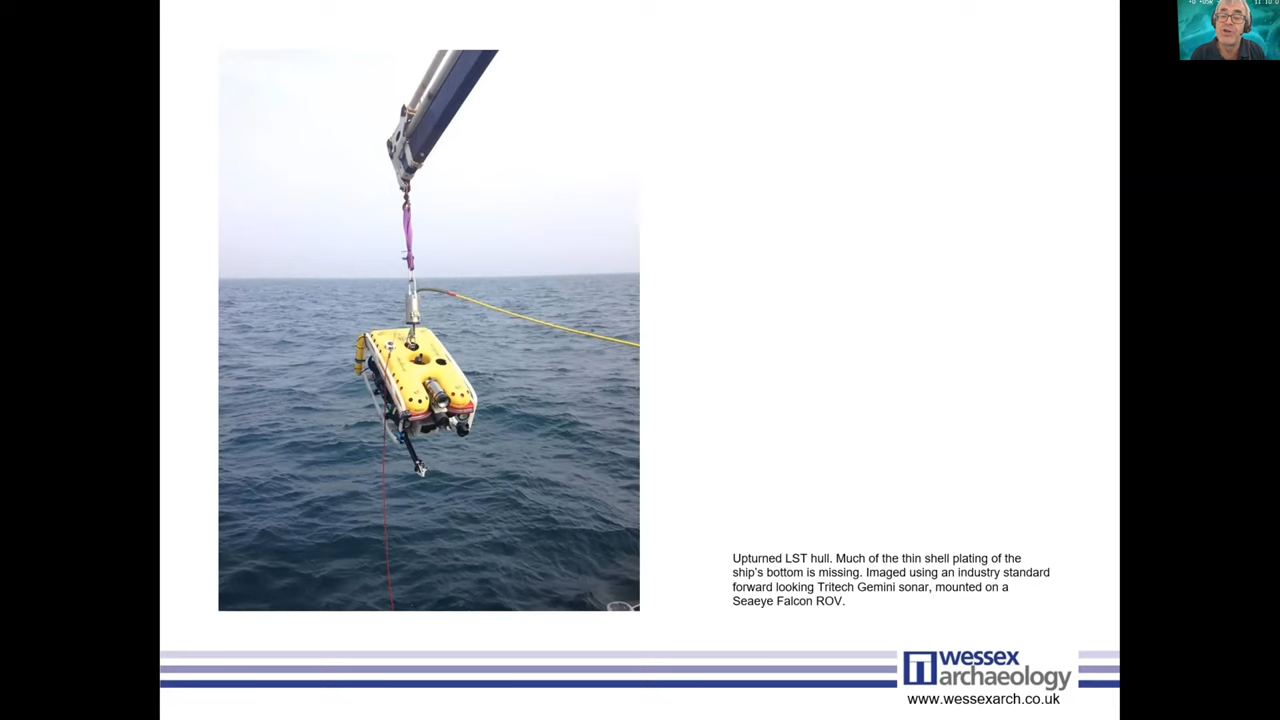 Upturned LST hull. Much of the thin shell plating of the
ship's bottom is missing. Imaged using an industry standard
forward looking Tritech Gemini sonar, mounted on a
Seaeye Falcon ROV.
wessex
archaeology
www.wessexarch.co.uk